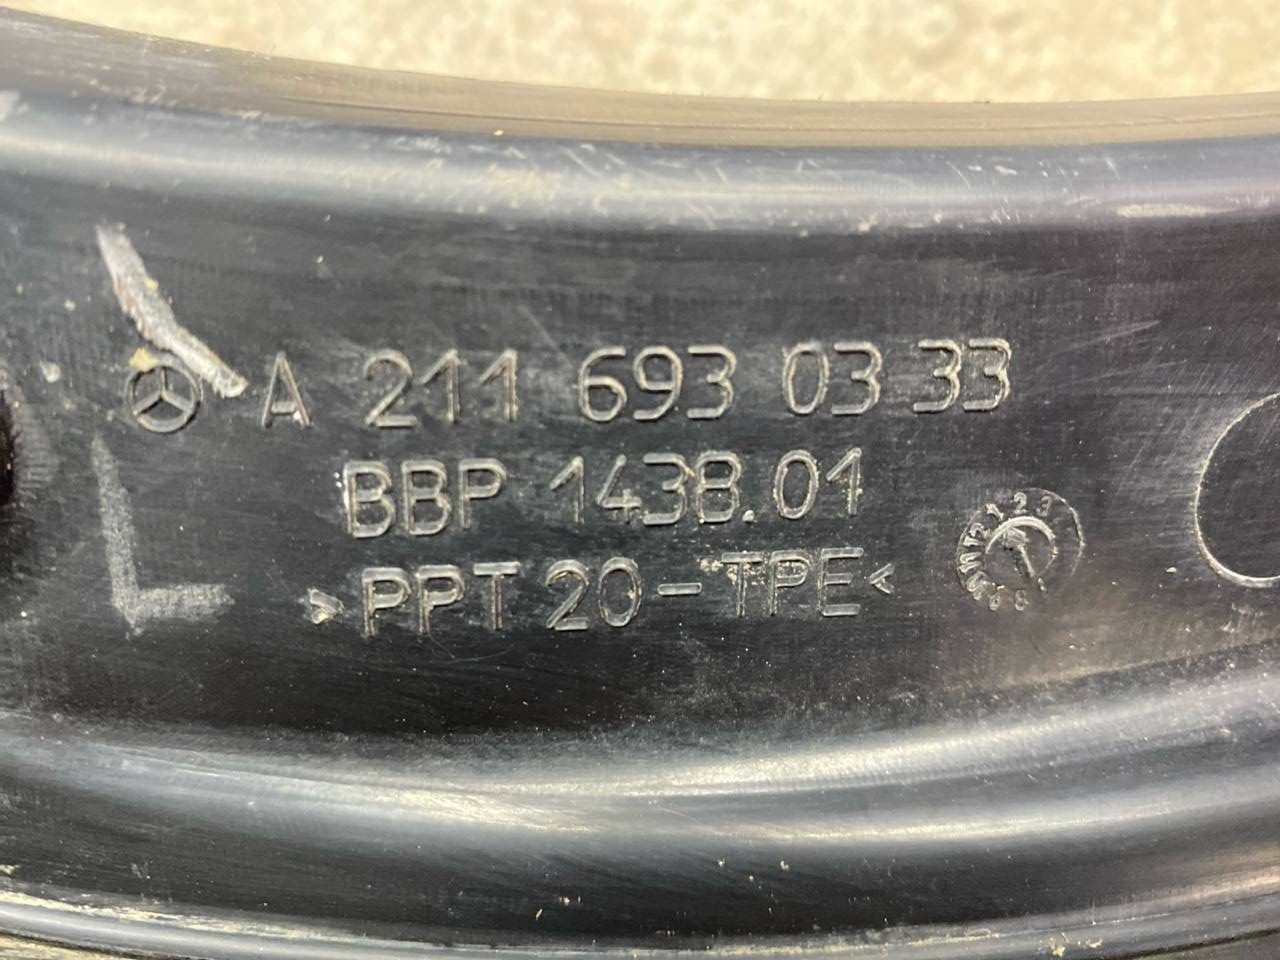 A 211 693 03 33
BBP 1438.01
>PPT 20-TPE<
L